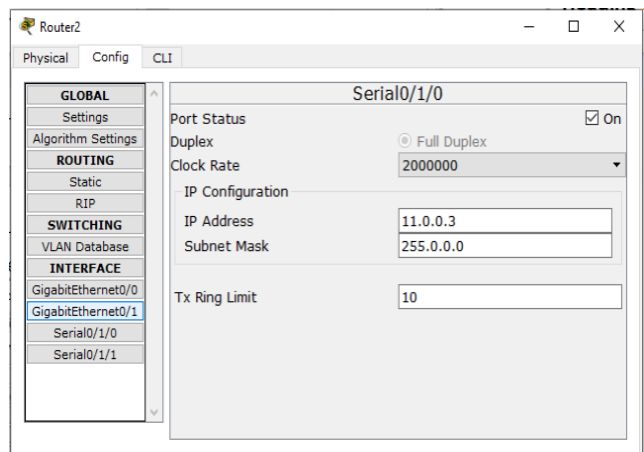 Router2
Physical Config CLI
GLOBAL
Settings
Algorithm Settings
ROUTING
Static
RIP
SWITCHING
VLAN Database
INTERFACE
GigabitEthernet0/0
GigabitEthernet0/1
Serial0/1/0
Serial0/1/1
Serial0/1/0
Port Status On
Duplex Full Duplex
Clock Rate 2000000
IP Configuration
IP Address 11.0.0.3
Subnet Mask 255.0.0.0
Tx Ring Limit 10